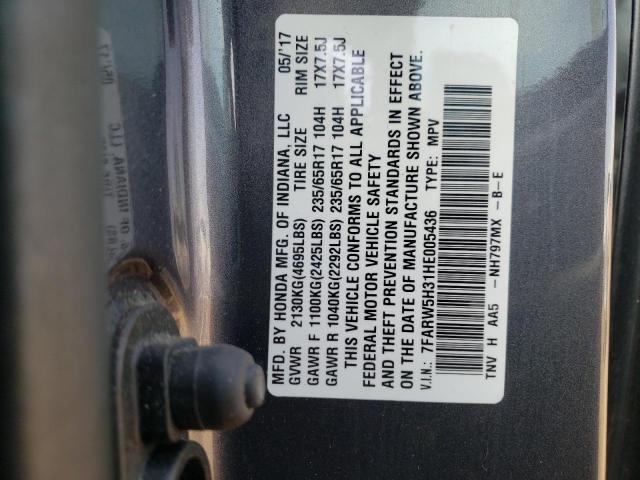 MFD. BY HONDA MFG. OF INDIANA, LLC 05/'17
GVWR 2130KG(4695LBS) TIRE SIZE RIM SIZE
GAWR F 1100KG(2425LBS) 235/65R17 104H 17X7.5J
GAWR R 1040KG(2292LBS) 235/65R17 104H 17X7.5J
THIS VEHICLE CONFORMS TO ALL APPLICABLE
FEDERAL MOTOR VEHICLE SAFETY
AND THEFT PREVENTION STANDARDS IN EFFECT
ON THE DATE OF MANUFACTURE SHOWN ABOVE.
V.I.N.: 7FARW5H31HE005436 TYPE: MPV
TNV H AA5 -NH797MX -B-E
OF INDIANA, LLC